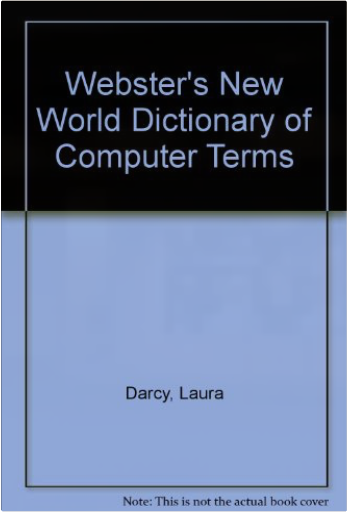 Webster's New
World Dictionary of
Computer Terms
Darcy, Laura
Note: This is not the actual book cover